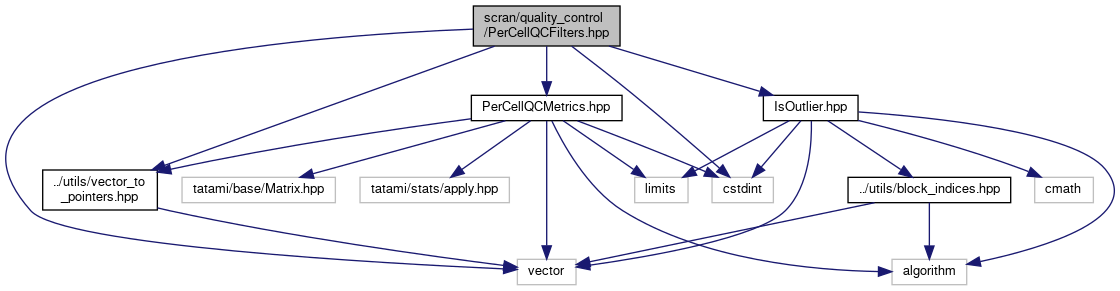 scran/quality_control
/PerCellQCFilters.hpp
PerCellQCMetrics.hpp
IsOutlier.hpp
../utils/vector_to
_pointers.hpp
tatami/base/Matrix.hpp
tatami/stats/apply.hpp
limits
cstdint
../utils/block_indices.hpp
cmath
vector
algorithm